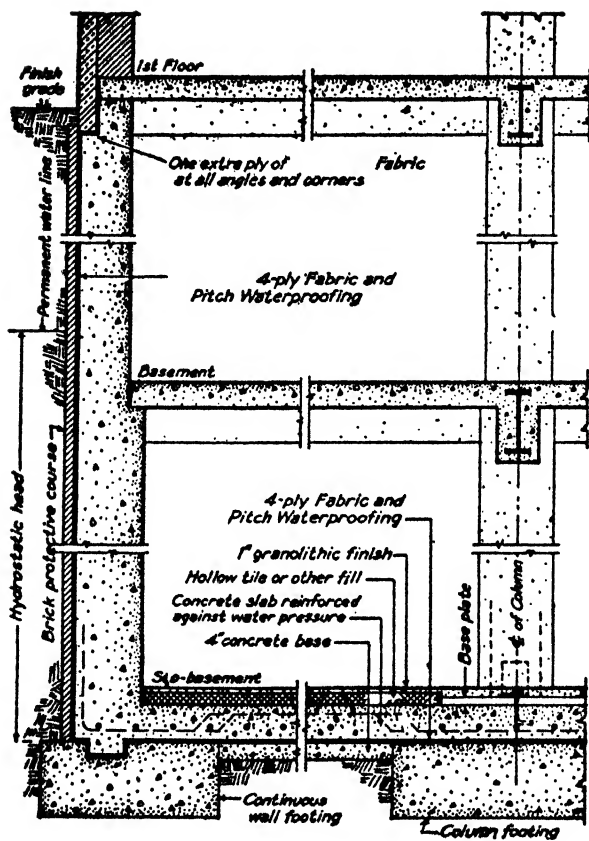 1st Floor
Finish
grade
One extra ply of Fabric
at all angles and corners
Permanent water line
4-ply Fabric and
Pitch Waterproofing
Basement
Hydrostatic head
Brick protective course
4-ply Fabric and
Pitch Waterproofing
1" granolithic finish
Hollow tile or other fill
Concrete slab reinforced
against water pressure
4" concrete base
Base plate
℄ of Column
Sub-basement
Continuous
wall footing
Column footing